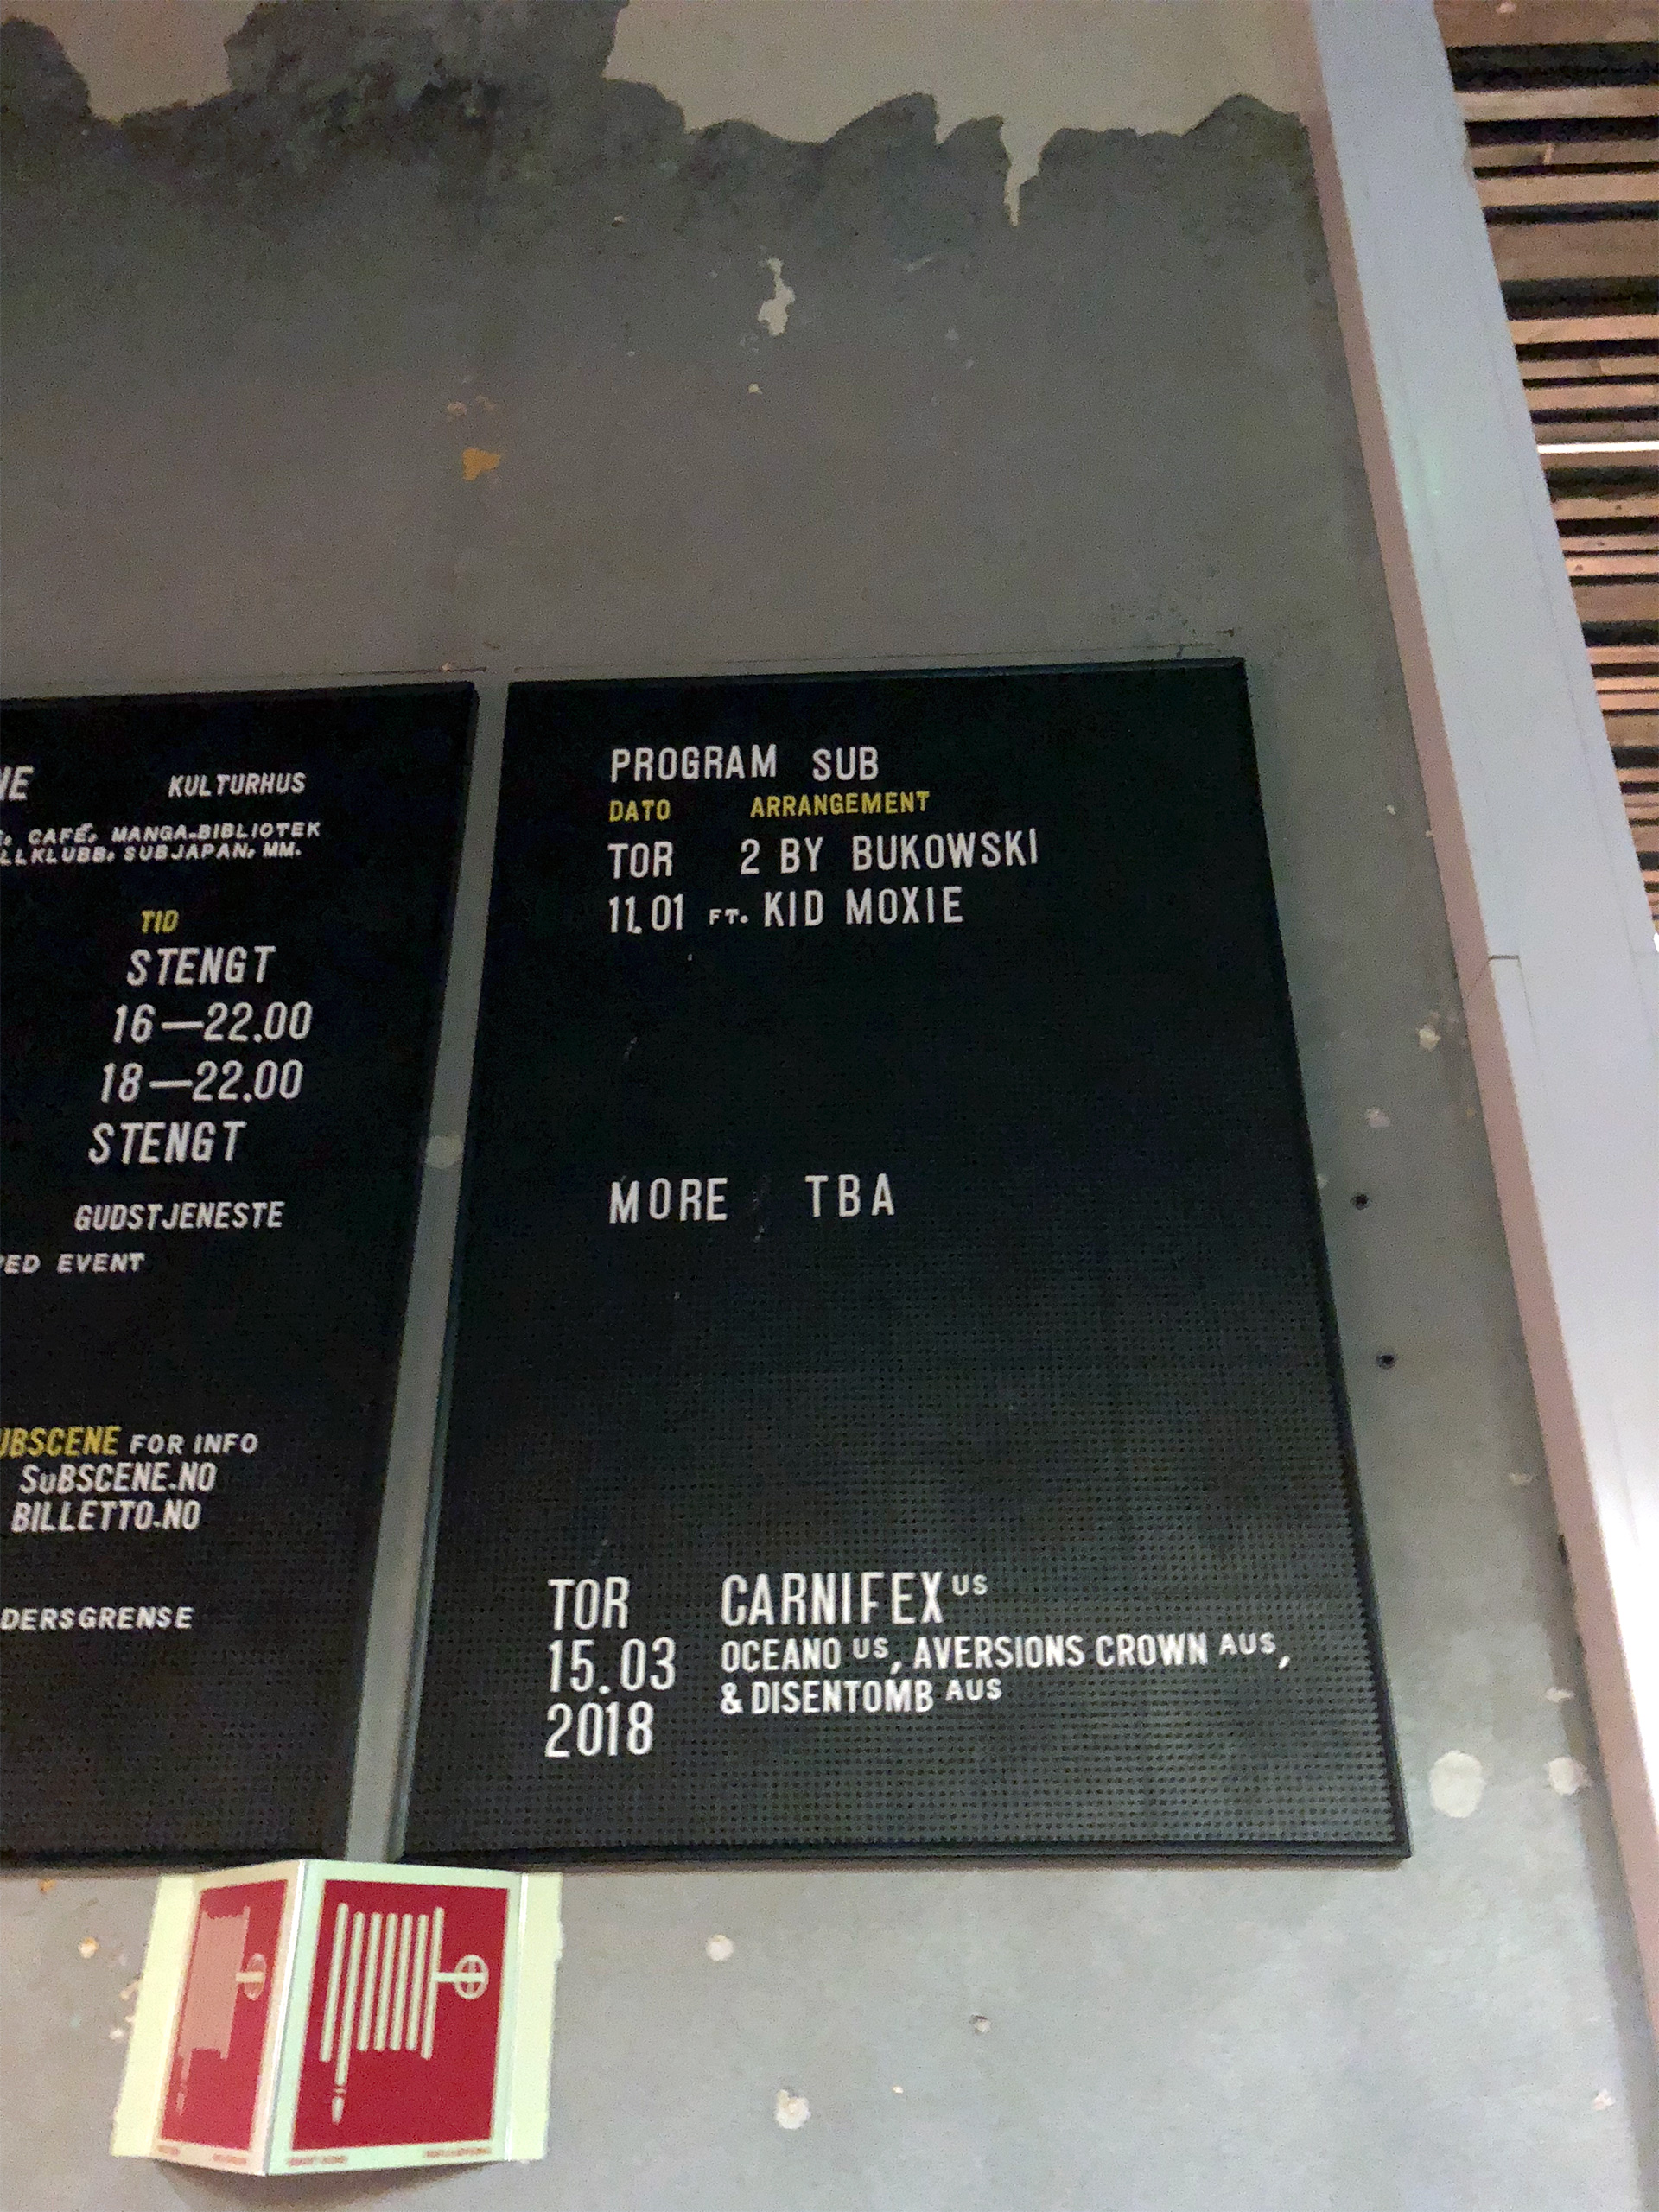 KULTURHUS
CAFÉ, MANGA-BIBLIOTEK
SUBJAPAN, MM.
TID
STENGT
16—22.00
18—22.00
STENGT
GUDSTJENESTE
EVENT
FOR INFO
SuBSCENE.NO
BILLETTO.NO
PROGRAM SUB
DATO ARRANGEMENT
TOR 2 BY BUKOWSKI
11.01 FT. KID MOXIE
MORE TBA
TOR CARNIFEX US
15.03 OCEANO US, AVERSIONS CROWN AUS,
& DISENTOMB AUS
2018